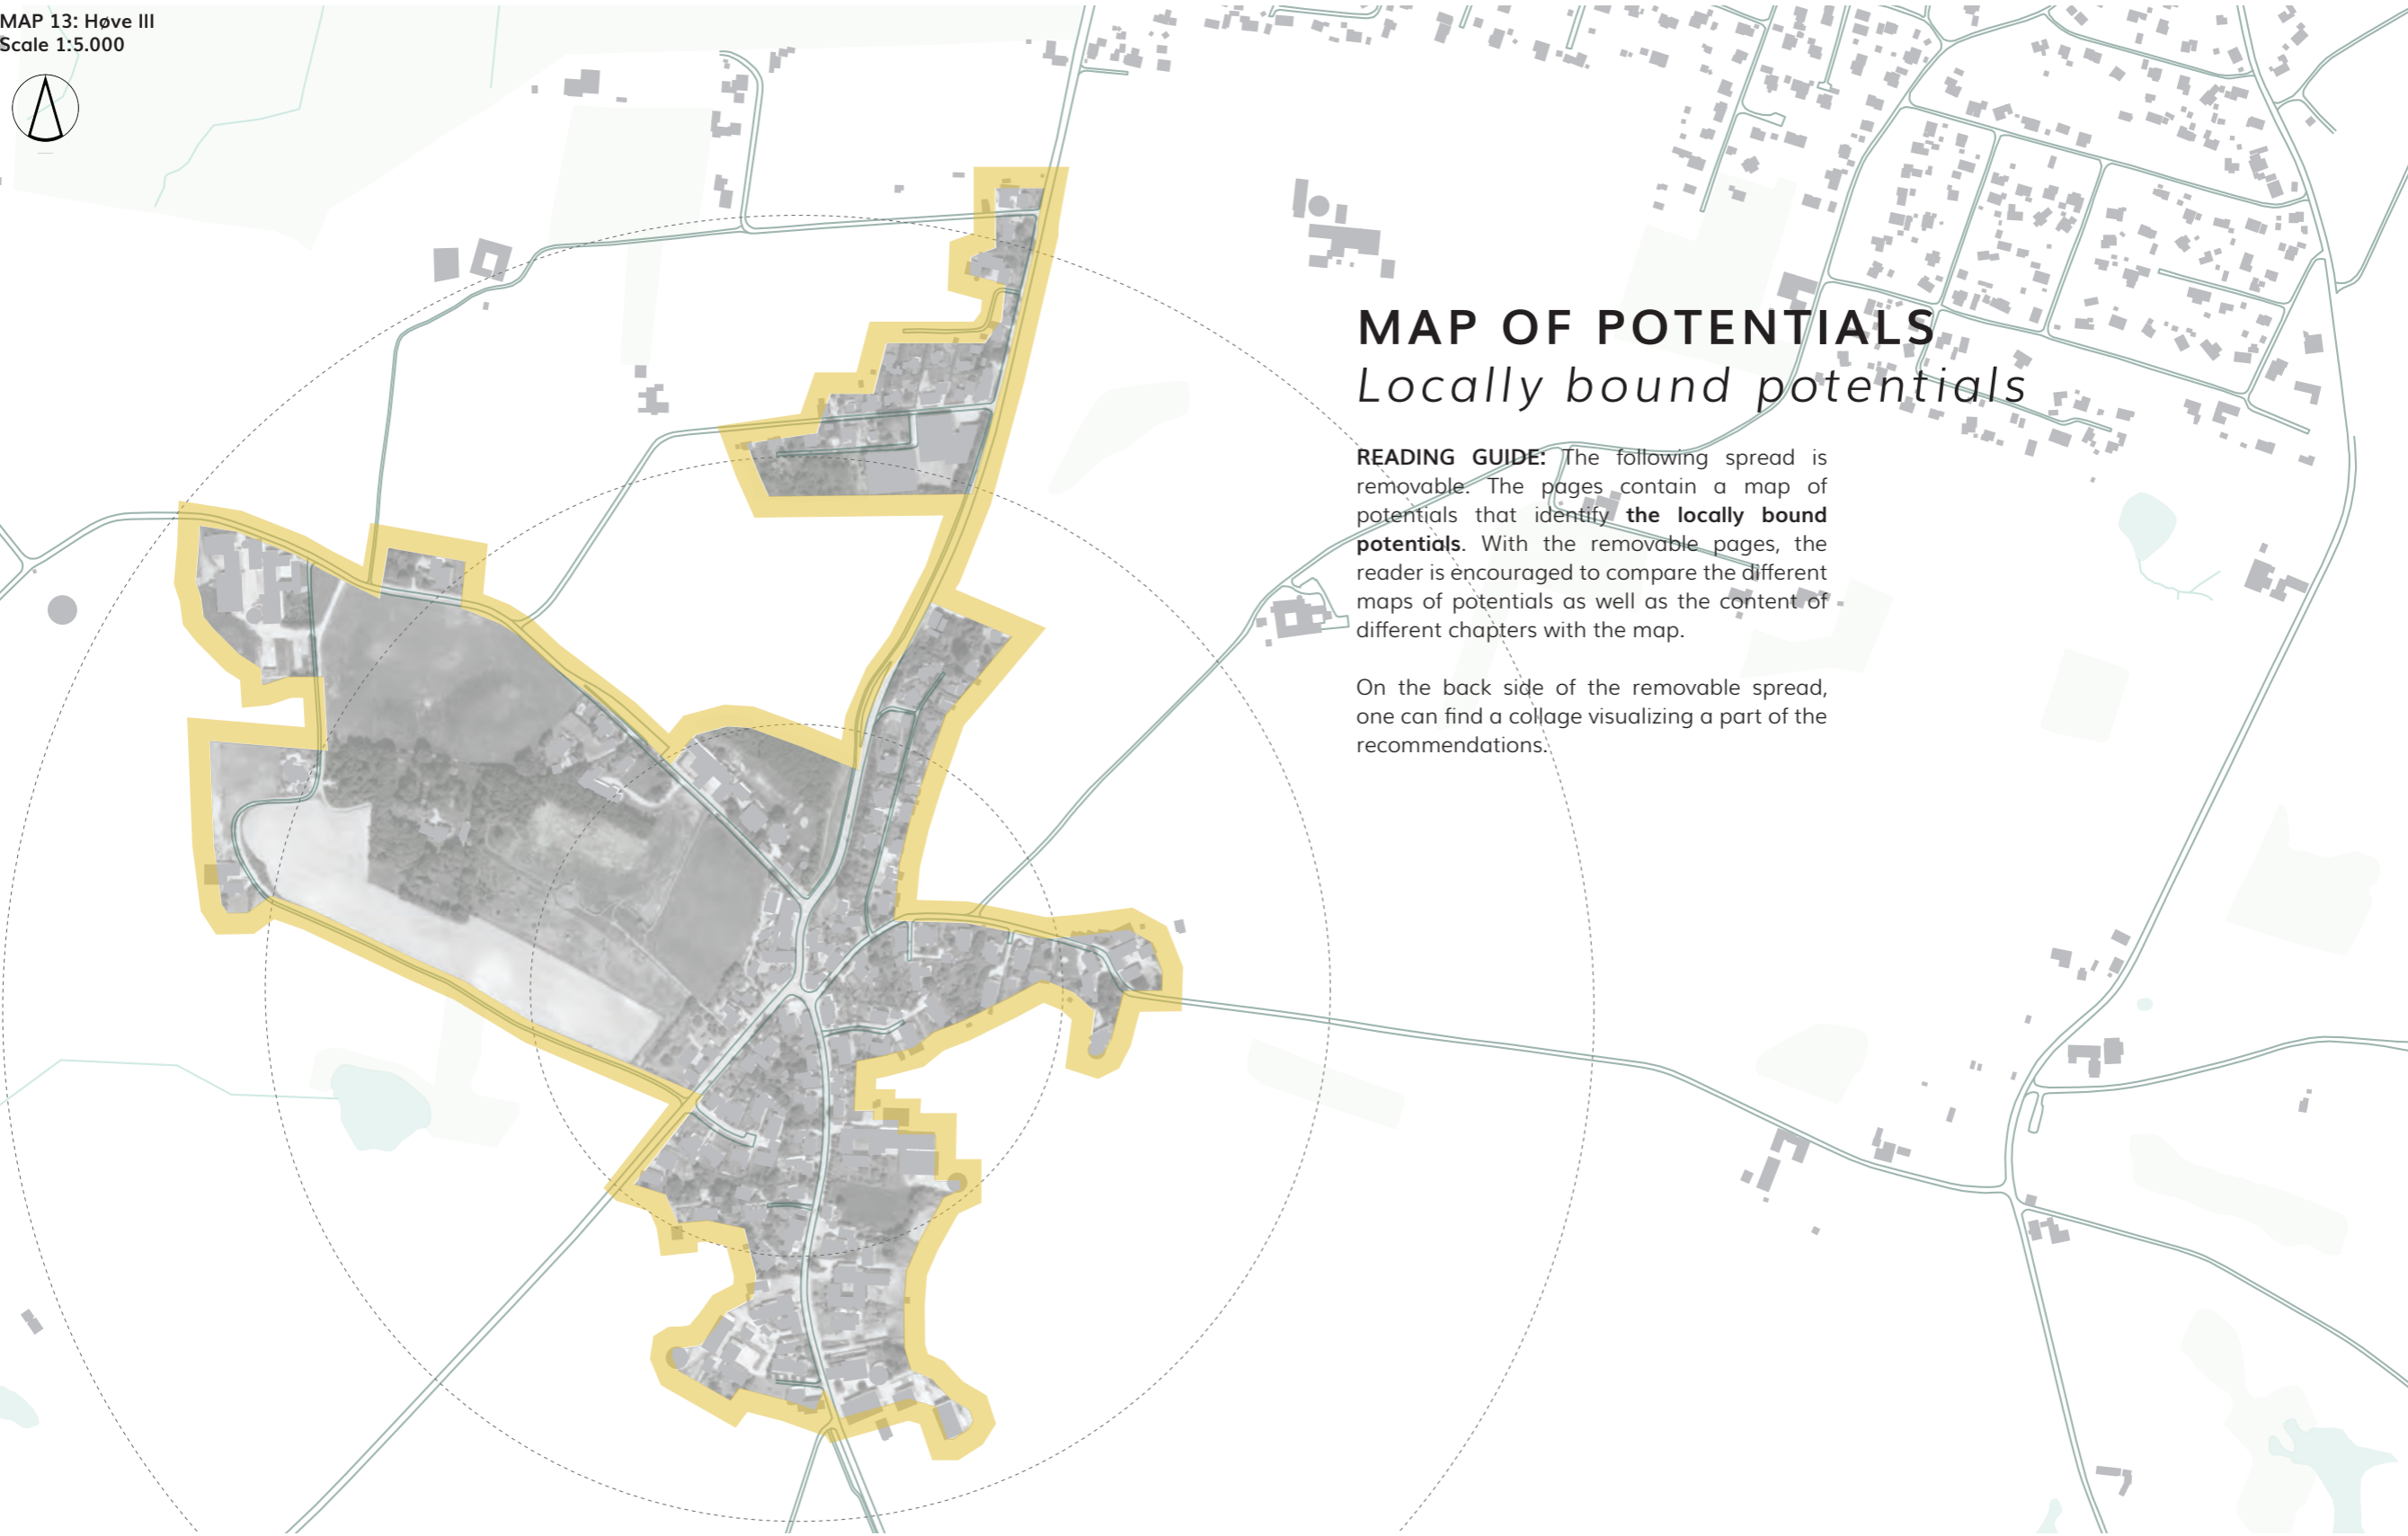 MAP 13: Høve III
Scale 1:5.000
MAP OF POTENTIALS
Locally bound potentials
READING GUIDE: The following spread is
removable. The pages contain a map of
potentials that identify the locally bound
potentials. With the removable pages, the
reader is encouraged to compare the different
maps of potentials as well as the content of
different chapters with the map.
On the back side of the removable spread,
one can find a collage visualizing a part of the
recommendations.